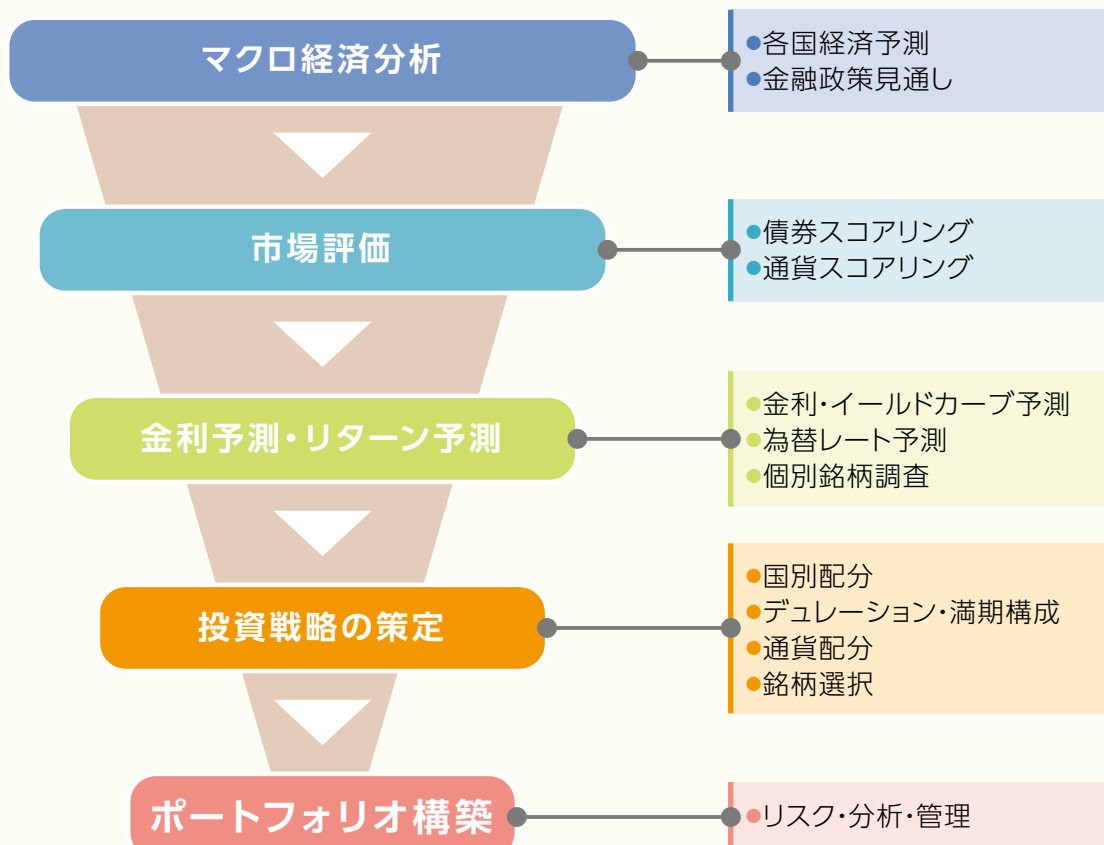 マクロ経済分析
●各国経済予測
●金融政策見通し
市場評価
●債券スコアリング
●通貨スコアリング
金利予測・リターン予測
●金利・イールドカーブ予測
●為替レート予測
●個別銘柄調査
投資戦略の策定
●国別配分
●デュレーション・満期構成
●通貨配分
●銘柄選択
ポートフォリオ構築
●リスク・分析・管理